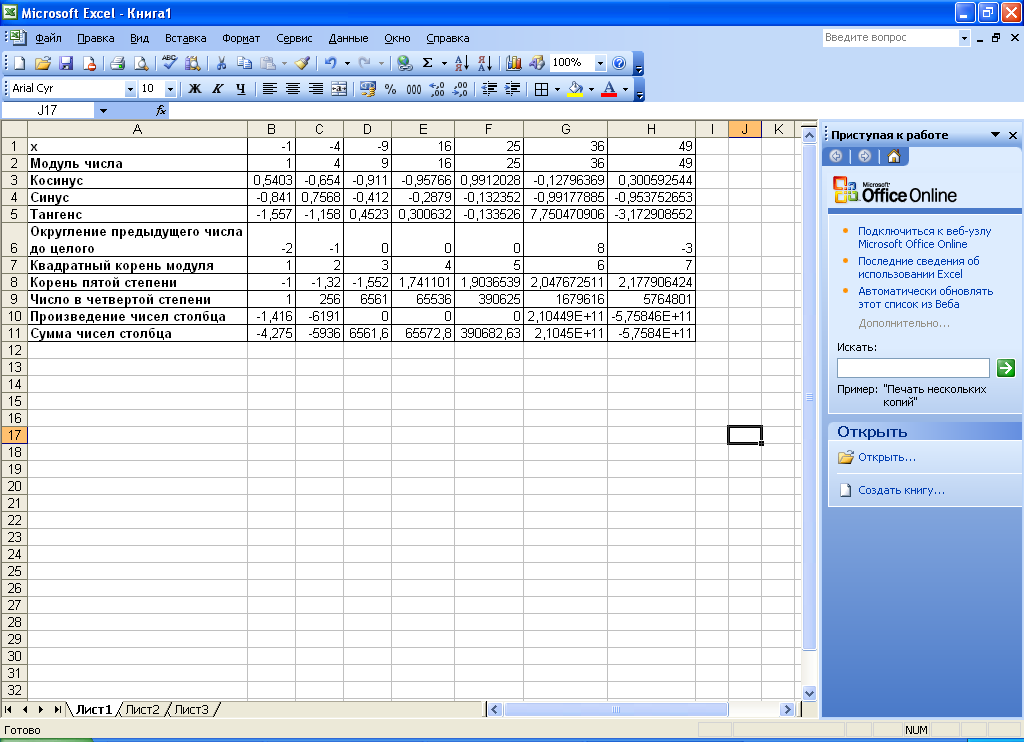 Microsoft Excel - Книга1
Файл Правка Вид Вставка Формат Сервис Данные Окно Справка Введите вопрос
100%
Arial Cyr 10 Ж К Ч % 000
J17 fx
A B C D E F G H I J K
1 x -1 -4 -9 16 25 36 49
2 Модуль числа 1 4 9 16 25 36 49
3 Косинус 0,5403 -0,654 -0,911 -0,95766 0,9912028 -0,12796369 0,300592544
4 Синус -0,841 0,7568 -0,412 -0,2879 -0,132352 -0,99177885 -0,953752653
5 Тангенс -1,557 -1,158 0,4523 0,300632 -0,133526 7,750470906 -3,172908552
Округление предыдущего числа
6 до целого -2 -1 0 0 0 8 -3
7 Квадратный корень модуля 1 2 3 4 5 6 7
8 Корень пятой степени -1 -1,32 -1,552 1,741101 1,9036539 2,047672511 2,177906424
9 Число в четвертой степени 1 256 6561 65536 390625 1679616 5764801
10 Произведение чисел столбца -1,416 -6191 0 0 0 2,10449E+11 -5,75846E+11
11 Сумма чисел столбца -4,275 -5936 6561,6 65572,8 390682,63 2,1045E+11 -5,7584E+11
12
13
14
15
16
17
18
19
20
21
22
23
24
25
26
27
28
29
30
31
32
Лист1 Лист2 Лист3
Готово NUM
Приступая к работе
Microsoft
Office Online
Подключиться к веб-узлу
Microsoft Office Online
Последние сведения об
использовании Excel
Автоматически обновлять
этот список из Веба
Дополнительно...
Искать:
Пример: "Печать нескольких
копий"
Открыть
Открыть...
Создать книгу...